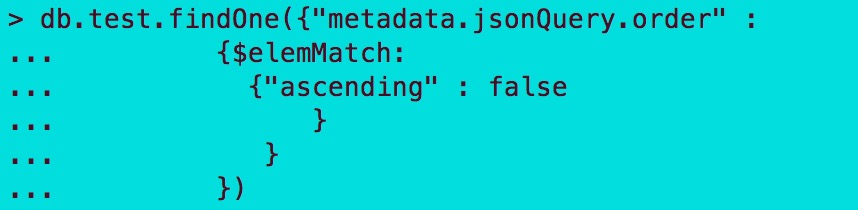 > db.test.findOne({"metadata.jsonQuery.order" :
...          {$elemMatch:
...            {"ascending" : false
...                }
...             }
...          })